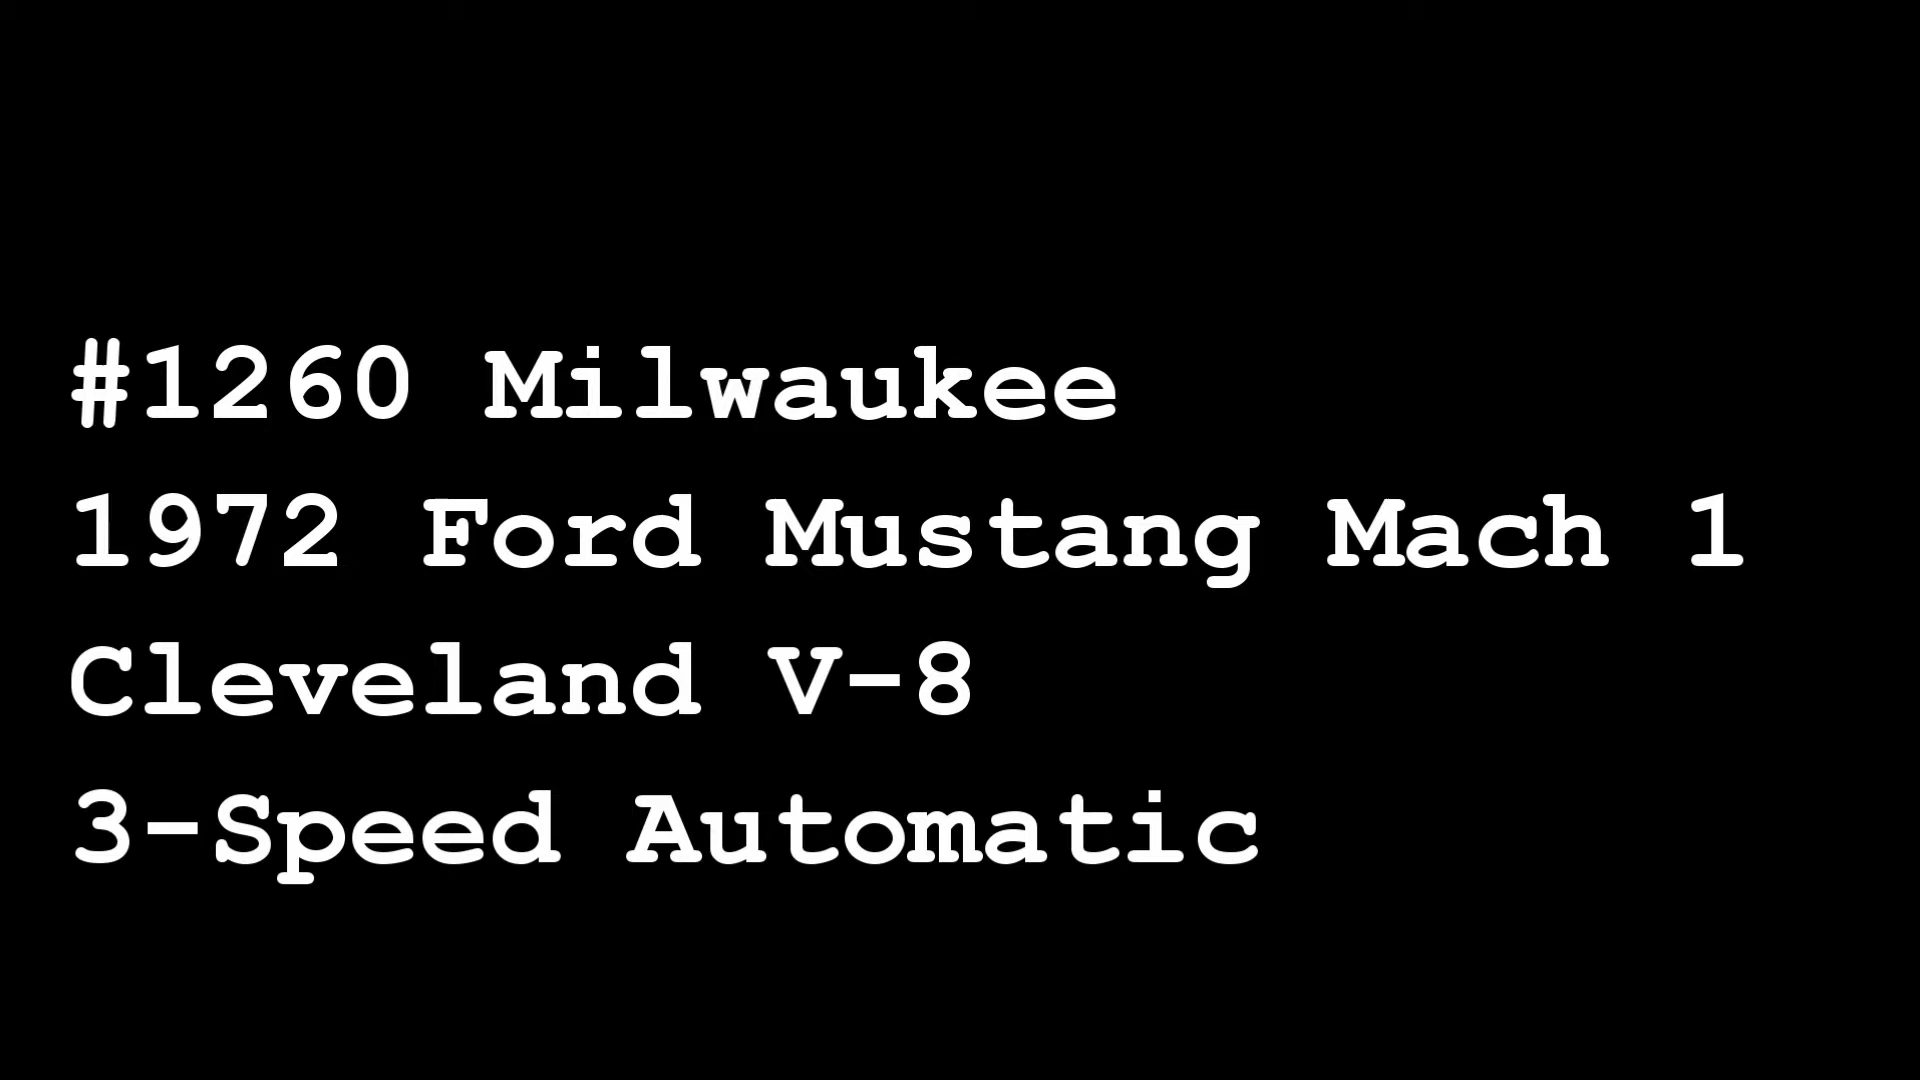 #1260 Milwaukee
1972 Ford Mustang Mach 1
Cleveland V-8
3-Speed Automatic